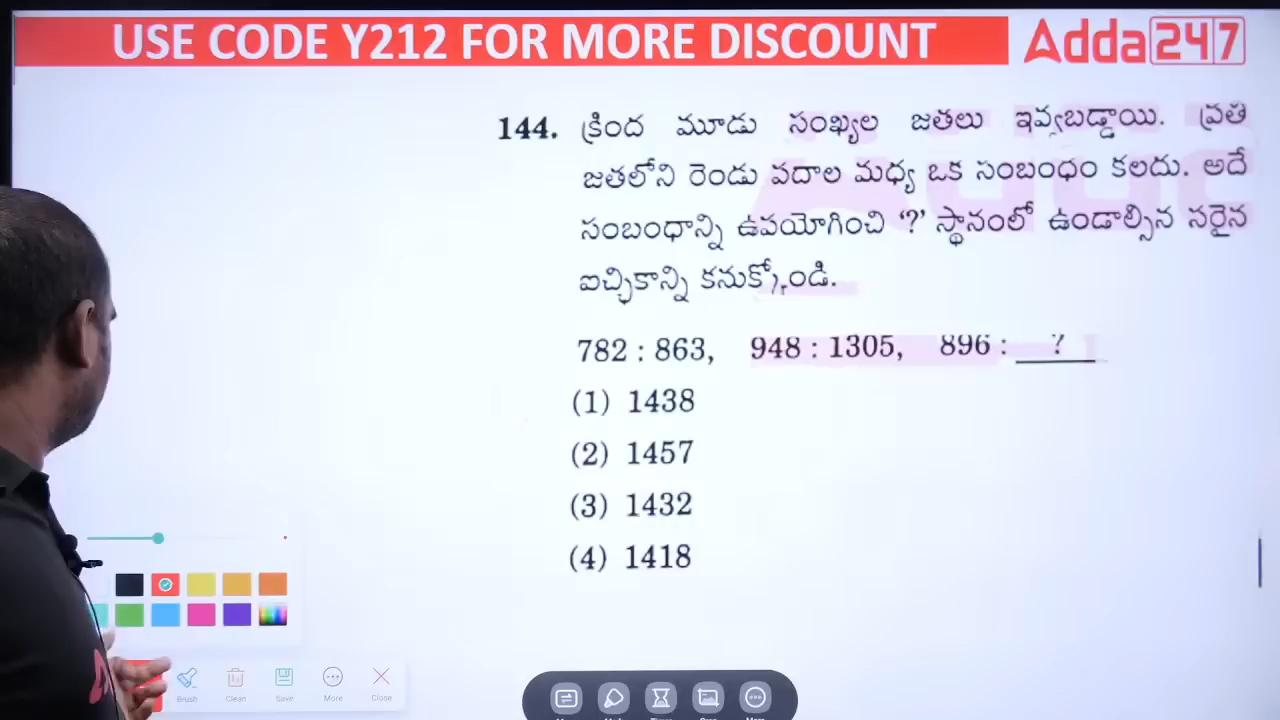 USE CODE Y212 FOR MORE DISCOUNT
Adda247
144. క్రింద మూడు సంఖ్యల జతలు ఇవ్వబడ్డాయి. ప్రతి
జతలోని రెండు పదాల మధ్య ఒక సంబంధం కలదు. అదే
సంబంధాన్ని ఉపయోగించి '?' స్థానంలో ఉండాల్సిన సరైన
ఐచ్ఛికాన్ని కనుక్కోండి.
782 : 863, 948 : 1305, 896 : ?
(1) 1438
(2) 1457
(3) 1432
(4) 1418
Brush Clean Save More Close